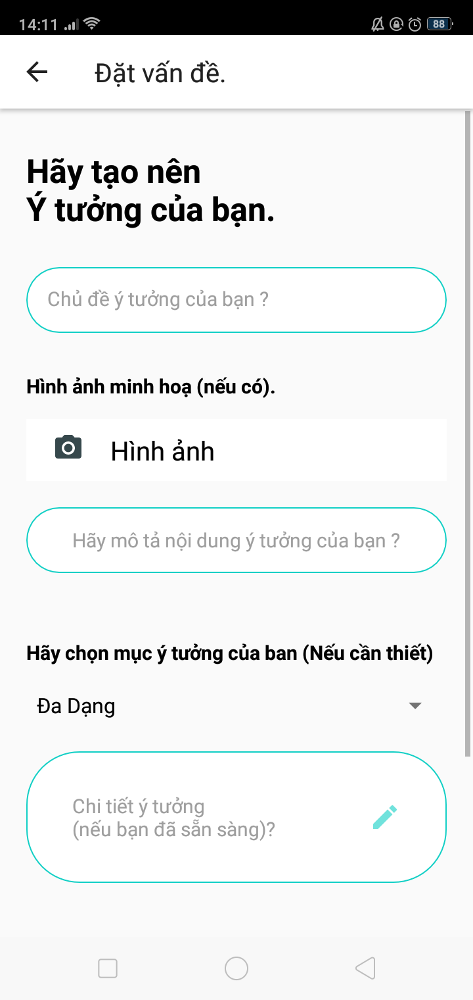 14:11
88
Đặt vấn đề.
Hãy tạo nên
Ý tưởng của bạn.
Chủ đề ý tưởng của bạn ?
Hình ảnh minh hoạ (nếu có).
Hình ảnh
Hãy mô tả nội dung ý tưởng của bạn ?
Hãy chọn mục ý tưởng của ban (Nếu cần thiết)
Đa Dạng
Chi tiết ý tưởng
(nếu bạn đã sẵn sàng)?